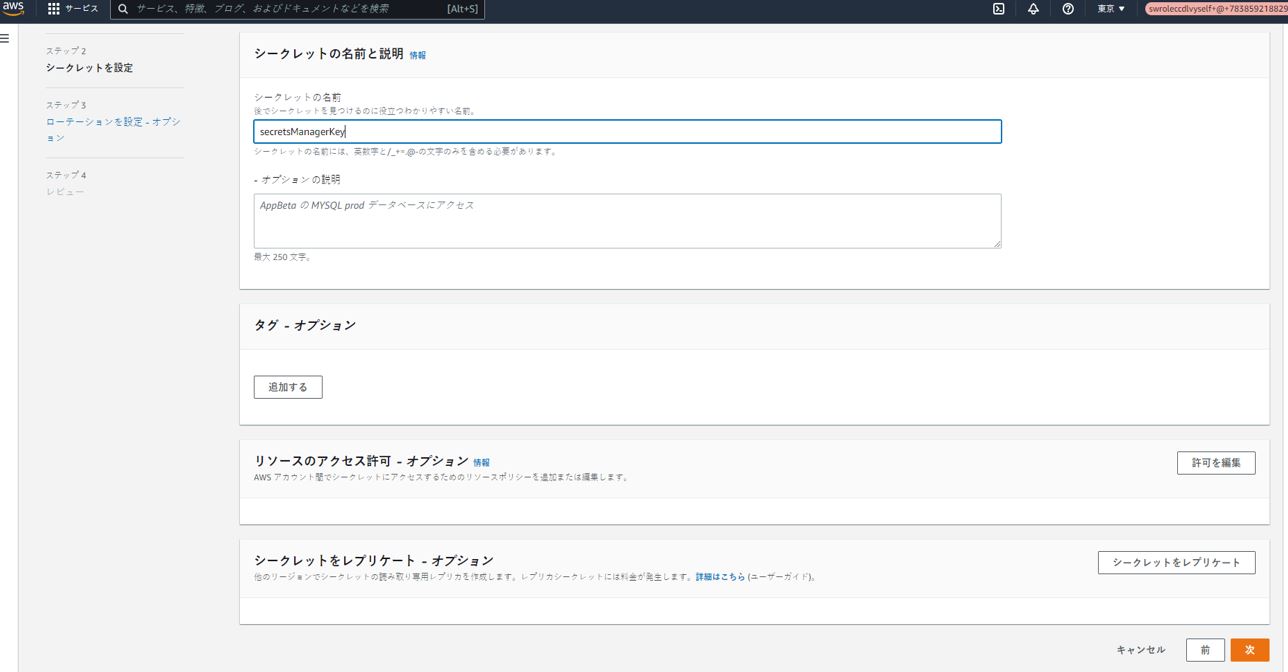 aws
サービス
サービス、特徴、ブログ、およびドキュメントなどを検索
[Alt+S]
東京 ▼
swroleccdlvyself+@+783859218829
ステップ 2
シークレットを設定
ステップ 3
ローテーションを設定 - オプシ
ョン
ステップ 4
レビュー
シークレットの名前と説明 情報
シークレットの名前
後でシークレットを見つけるのに役立つわかりやすい名前。
secretsManagerKey
シークレットの名前には、英数字と/_+=.@-の文字のみを含める必要があります。
- オプション の説明
AppBeta の MYSQL prod データベースにアクセス
最大 250 文字。
タグ - オプション
追加する
リソースのアクセス許可 - オプション 情報
AWS アカウント間でシークレットにアクセスするためのリソースポリシーを追加または編集します。
許可を編集
シークレットをレプリケート - オプション
他のリージョンでシークレットの読み取り専用レプリカを作成します。レプリカシークレットには料金が発生します。詳細はこちら (ユーザーガイド)。
シークレットをレプリケート
キャンセル
前
次